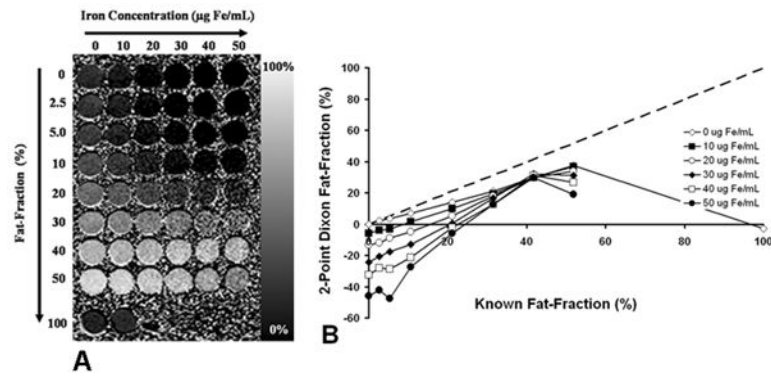 Iron Concentration (µg Fe/mL)
0 10 20 30 40 50
Fat-Fraction (%)
0
2.5
5.0
10
20
30
40
50
100
100%
0%
A
2-Point Dixon Fat-Fraction (%)
100
80
60
40
20
0
-20
-40
-60
0 20 40 60 80 100
Known Fat-Fraction (%)
0 ug Fe/mL
10 ug Fe/mL
20 ug Fe/mL
30 ug Fe/mL
40 ug Fe/mL
50 ug Fe/mL
B